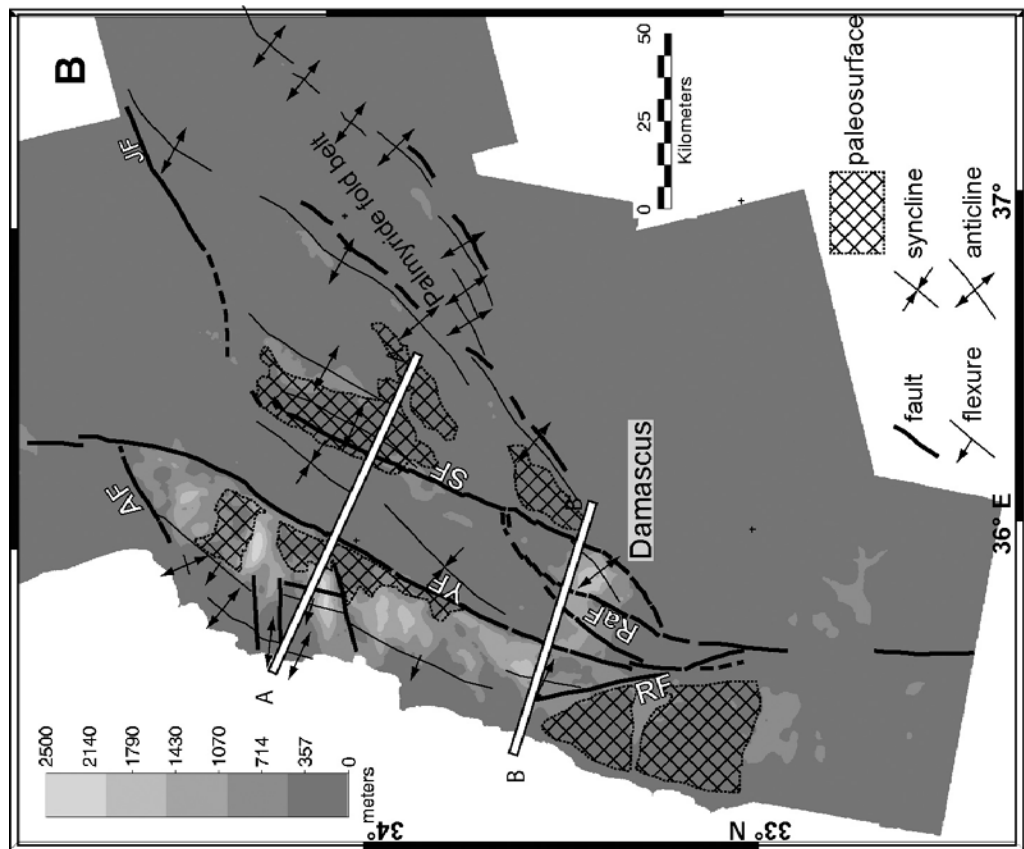 B
JF
Palmyride fold belt
AF
SF
YF
RaF
RF
Damascus
A
B
2500
2140
1790
1430
1070
714
357
0
meters
0
25
50
Kilometers
paleosurface
fault
syncline
flexure
anticline
34°
33° N
36° E
37°